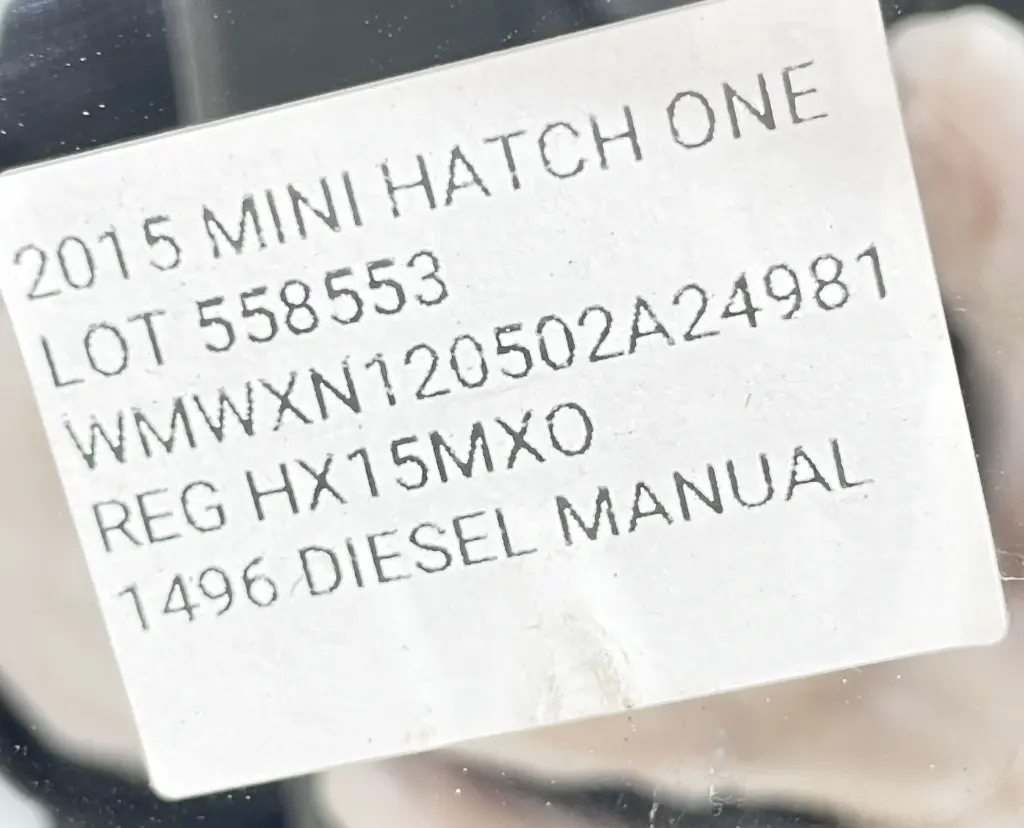 2015 MINI HATCH ONE
LOT 558553
WMWXN120502A24981
REG HX15MXO
1496 DIESEL MANUAL